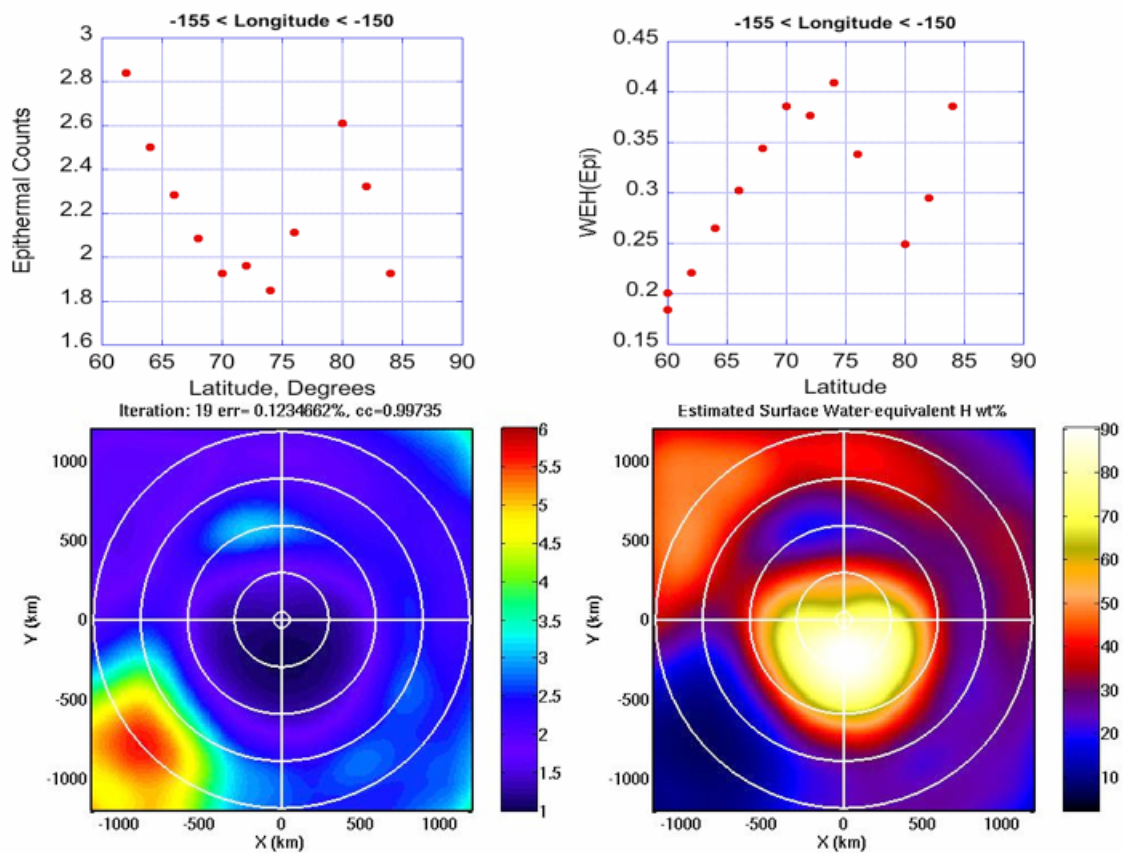 -155 < Longitude < -150
Epithermal Counts
3
2.8
2.6
2.4
2.2
2
1.8
1.6
60 65 70 75 80 85 90
Latitude, Degrees
-155 < Longitude < -150
WEH(Epi)
0.45
0.4
0.35
0.3
0.25
0.2
0.15
60 65 70 75 80 85 90
Latitude
Iteration: 19 err= 0.1234662%, cc=0.99735
Y (km)
1000
500
0
-500
-1000
-1000 -500 0 500 1000
X (km)
6
5.5
5
4.5
4
3.5
3
2.5
2
1.5
1
Estimated Surface Water-equivalent H wt%
Y (km)
1000
500
0
-500
-1000
-1000 -500 0 500 1000
X (km)
90
80
70
60
50
40
30
20
10